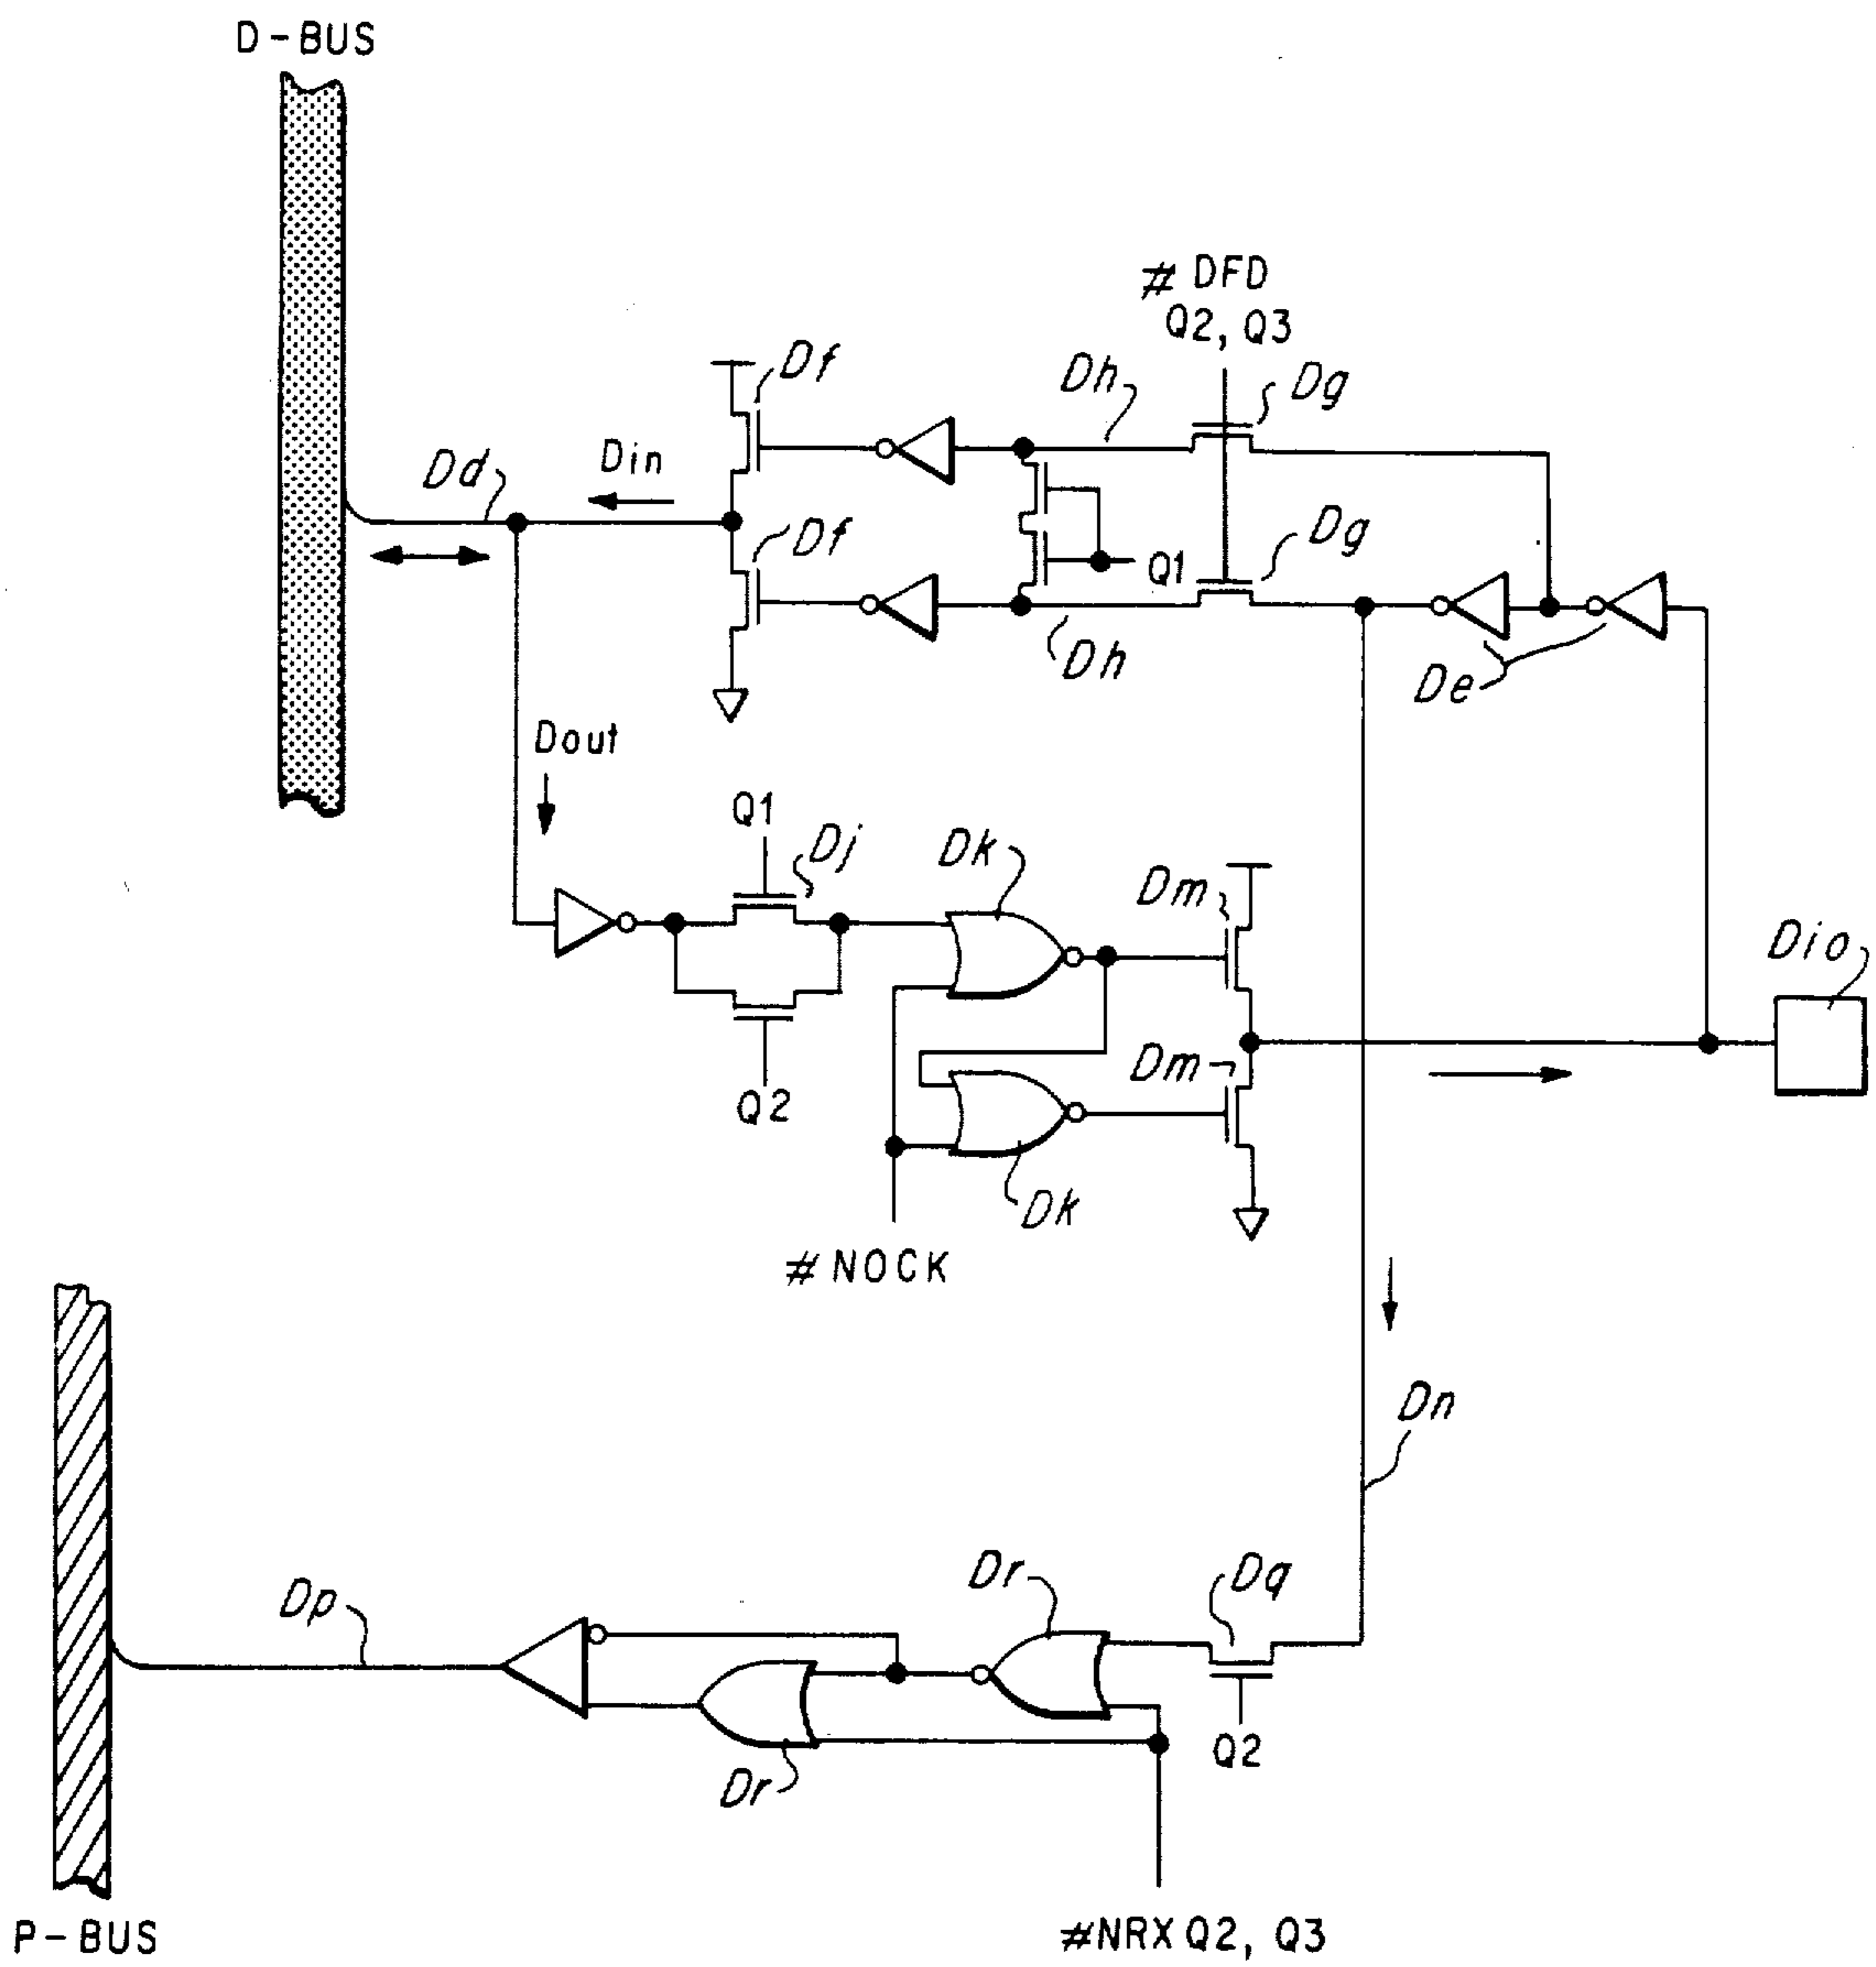 D-BUS
# DFD
Q2, Q3
Df
Dh
Dg
Din
Dd
Df
Dg
Q1
Dh
De
Dout
Q1
Dj
Dk
Dm
Dio
Dm
Q2
Dk
#NOCK
Dn
Dr
Dq
Dp
Q2
Dr
P-BUS
#NRX Q2, Q3